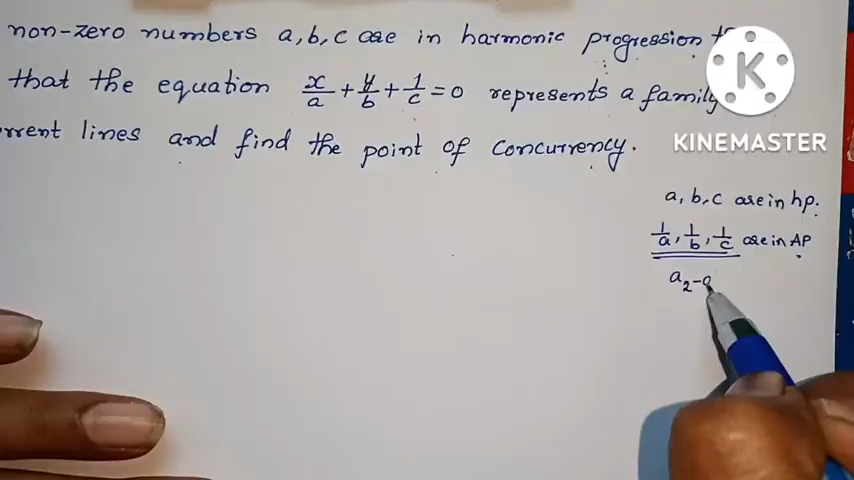 non-zero numbers a, b, c are in harmonic progression
that the equation x/a + y/b + 1/c = 0 represents a family
lines and find the point of concurrency.
K
KINEMASTER
a, b, c are in hp.
1/a, 1/b, 1/c are in AP
a₂-